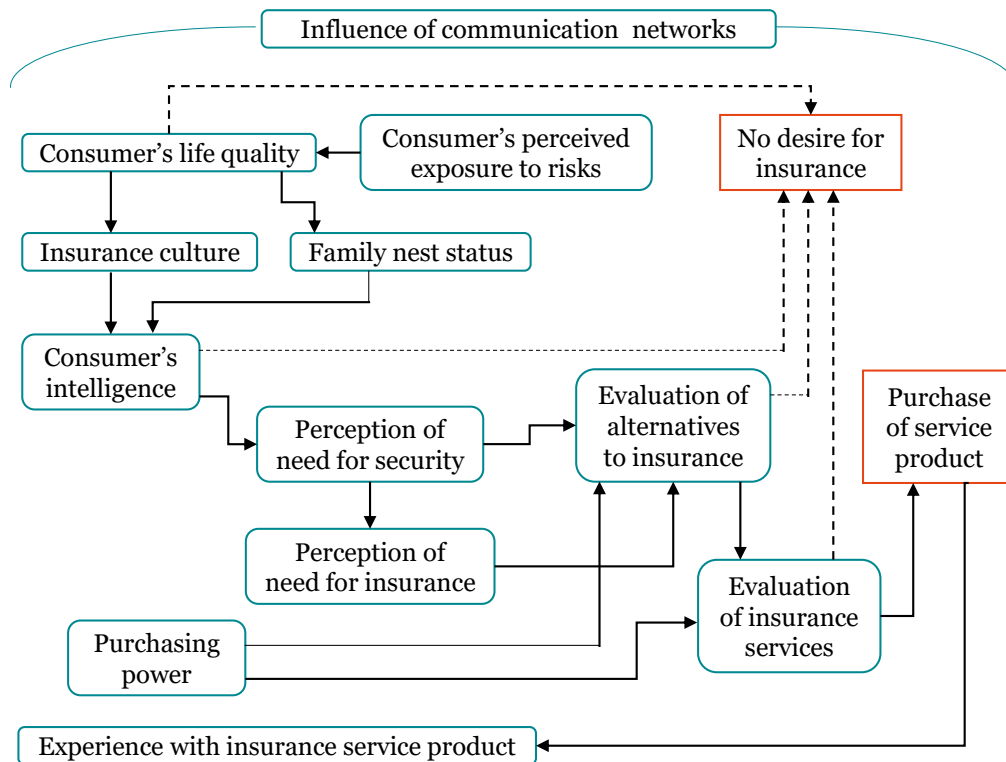 Influence of communication networks
Consumer’s life quality
Consumer’s perceived
exposure to risks
No desire for
insurance
Insurance culture
Family nest status
Consumer’s
intelligence
Perception of
need for security
Evaluation of
alternatives
to insurance
Purchase
of service
product
Perception of
need for insurance
Evaluation
of insurance
services
Purchasing
power
Experience with insurance service product